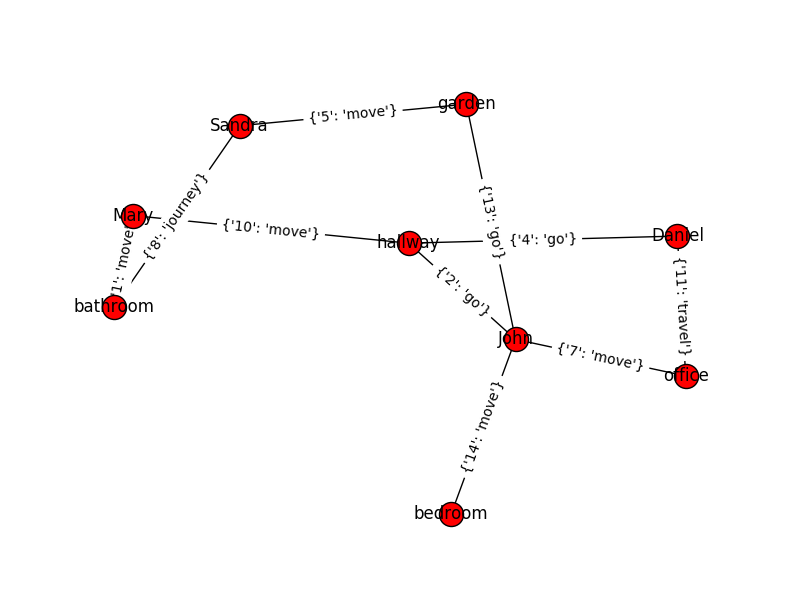 garden
{'5': 'move'}
Sandra
{'8': 'journey'}
{'13': 'go'}
Mary
{'10': 'move'}
hallway
{'4': 'go'}
Daniel
1': 'move'
{'2': 'go'}
{'11': 'travel'}
bathroom
John
{'7': 'move'}
office
{'14': 'move'}
bedroom